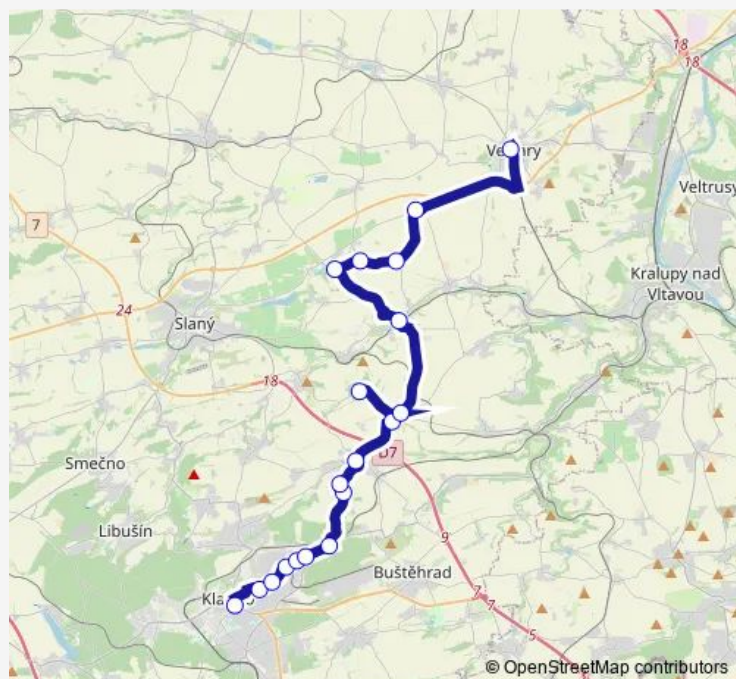 18
18
Veltrusy
7
Kralupy nad
Vltavou
24
Slaný
18
D7
Smečno
Libušín
9
Buštěhrad
7
7
5
© OpenStreetMap contributors